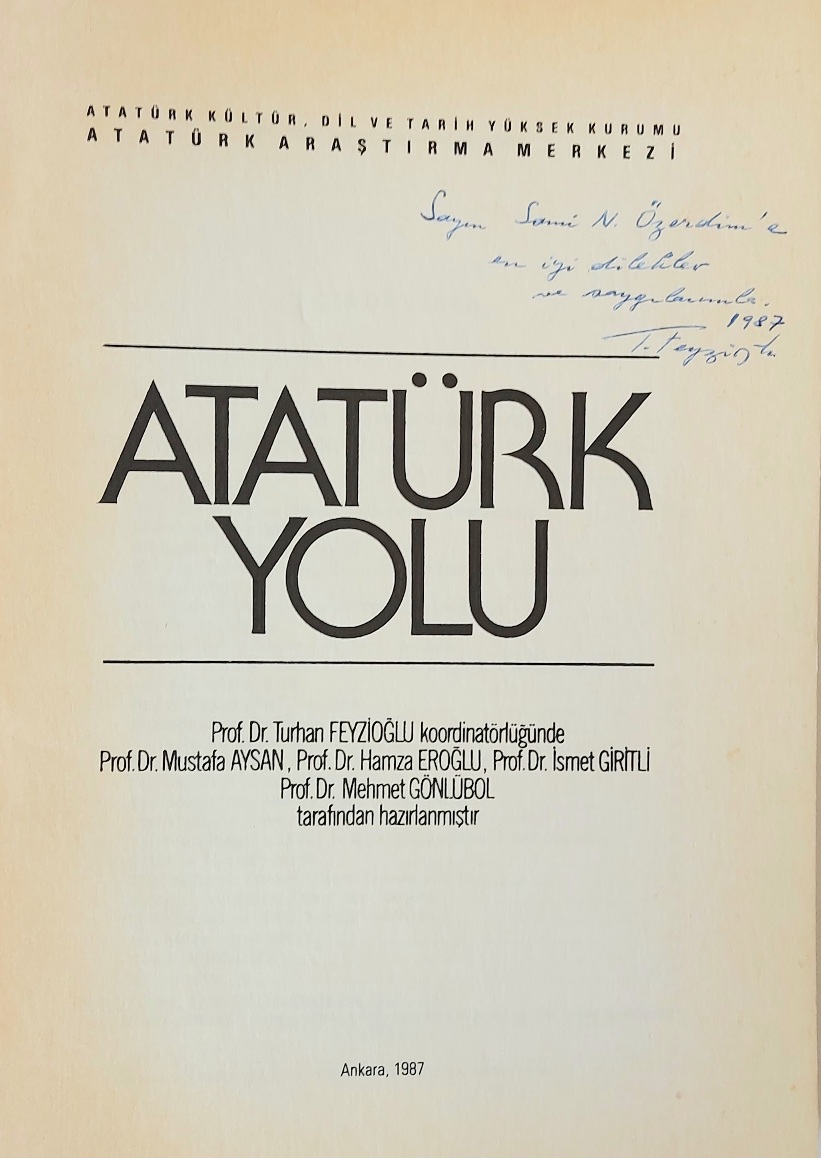 ATATÜRK KÜLTÜR, DİL VE TARİH YÜKSEK KURUMU
ATATÜRK ARAŞTIRMA MERKEZİ
Sayın Sami N. Özerdim'e
en iyi dilekler
ve saygılarımla.
1987
T. Feyzioğlu
ATATÜRK
YOLU
Prof. Dr. Turhan FEYZİOĞLU koordinatörlüğünde
Prof. Dr. Mustafa AYSAN, Prof. Dr. Hamza EROĞLU, Prof. Dr. İsmet GİRİTLİ
Prof. Dr. Mehmet GÖNLÜBOL
tarafından hazırlanmıştır
Ankara, 1987